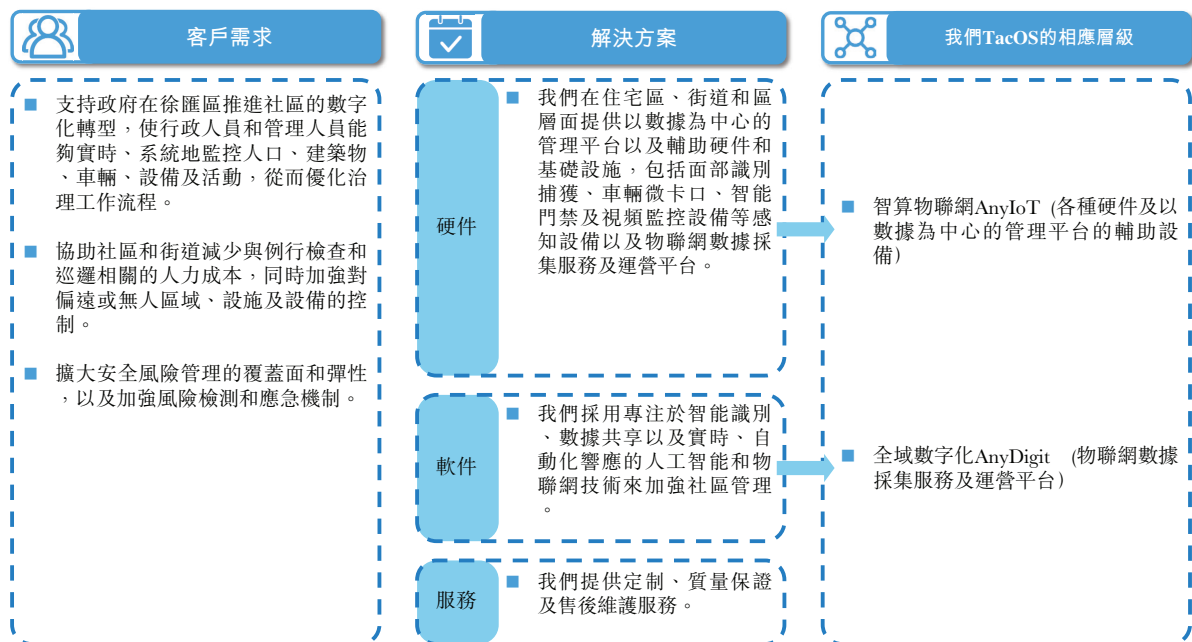 客戶需求
支持政府在徐匯區推進社區的數字
化轉型，使行政人員和管理人員能
夠實時、系統地監控人口、建築物
、車輛、設備及活動，從而優化治
理工作流程。
協助社區和街道減少與例行檢查和
巡邏相關的人力成本，同時加強對
偏遠或無人區域、設施及設備的控
制。
擴大安全風險管理的覆蓋面和彈性
，以及加強風險檢測和應急機制。
解決方案
硬件
我們在住宅區、街道和區
層面提供以數據為中心的
管理平台以及輔助硬件和
基礎設施，包括面部識別
捕獲、車輛微卡口、智能
門禁及視頻監控設備等感
知設備以及物聯網數據採
集服務及運營平台。
軟件
我們採用專注於智能識別
、數據共享以及實時、自
動化響應的人工智能和物
聯網技術來加強社區管理
。
服務
我們提供定制、質量保證
及售後維護服務。
我們TacOS的相應層級
智算物聯網AnyIoT (各種硬件及以
數據為中心的管理平台的輔助設
備)
全域數字化AnyDigit (物聯網數據
採集服務及運營平台)